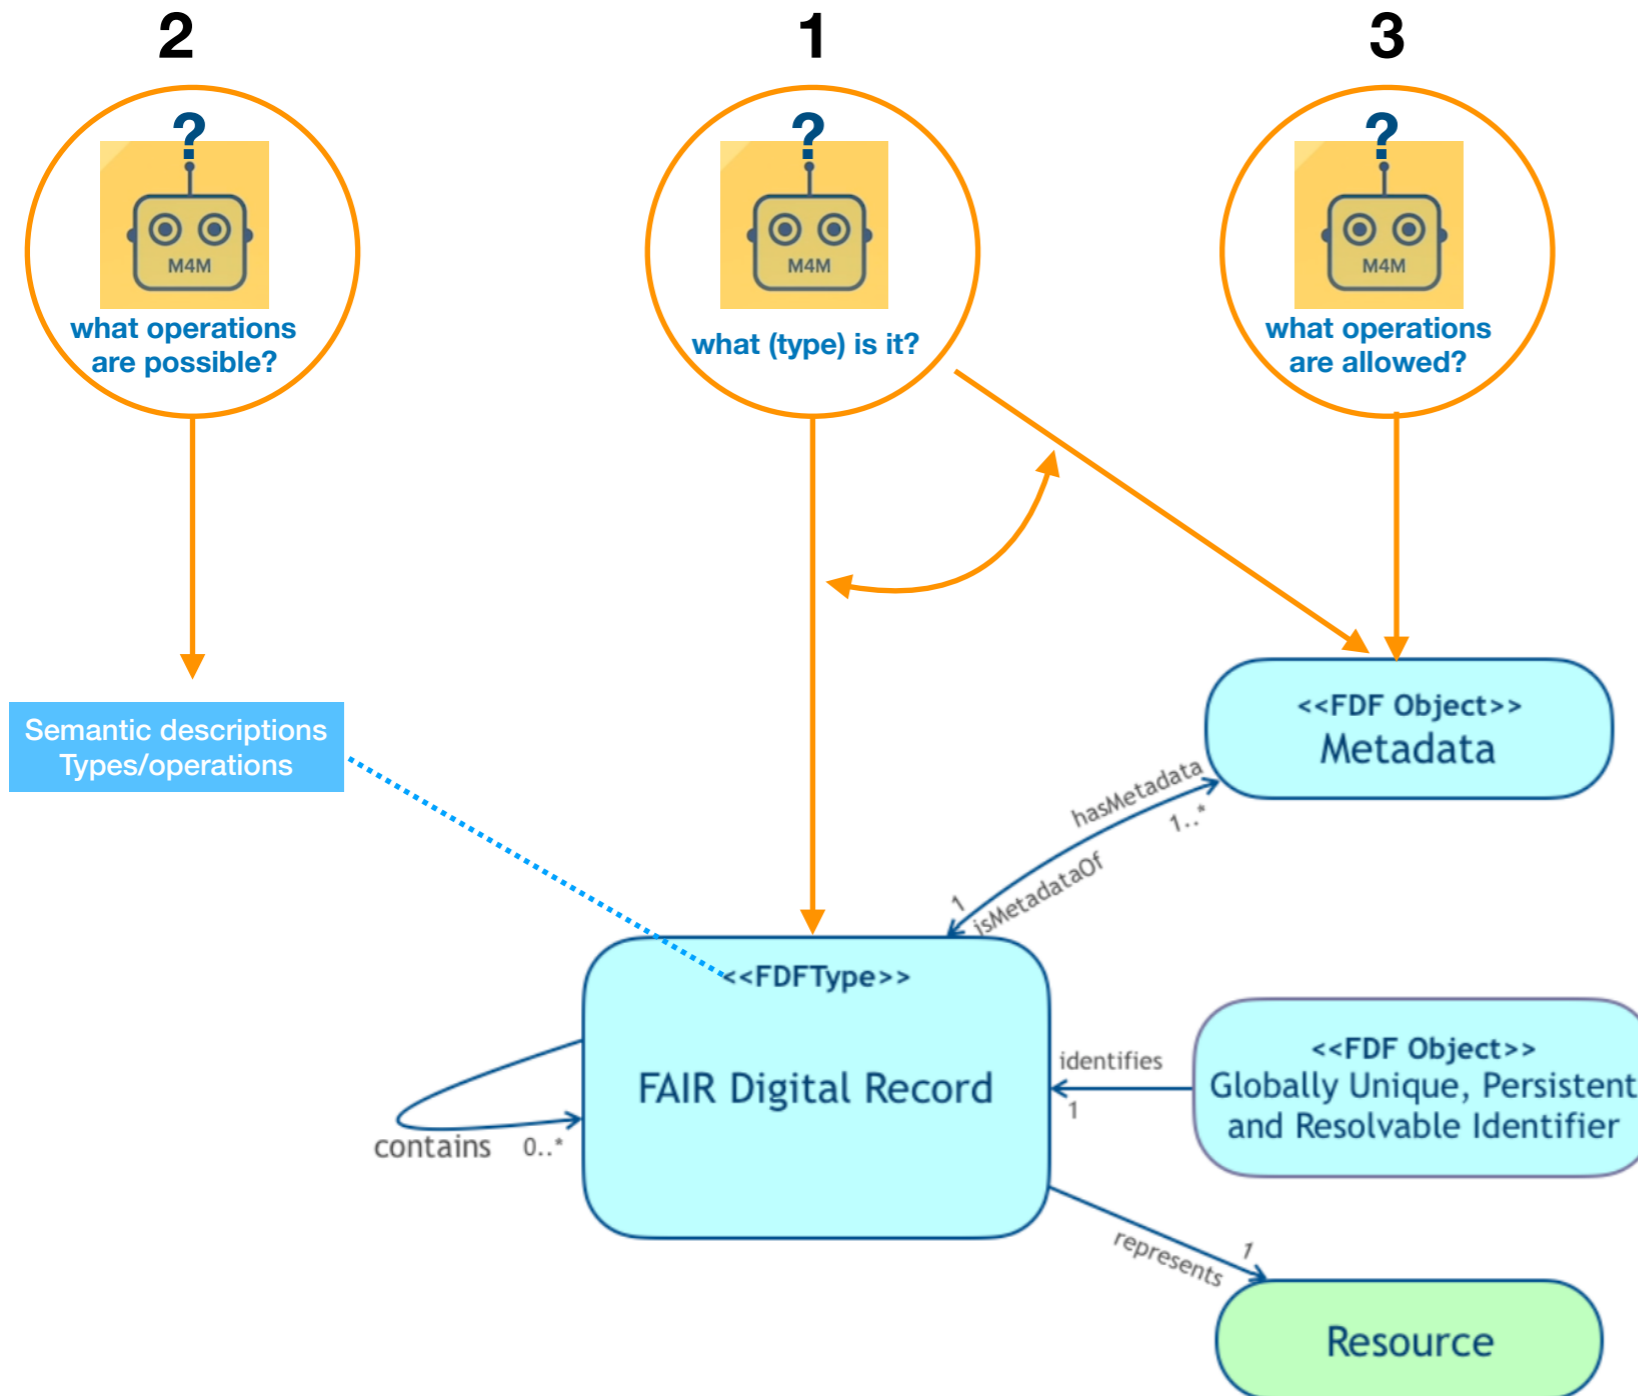 2
1
3
?
?
?
M4M
M4M
M4M
what operations
are possible?
what (type) is it?
what operations
are allowed?
Semantic descriptions
Types/operations
<<FDF Object>>
Metadata
hasMetadata
1..*
1
isMetadataOf
<<FDFType>>
FAIR Digital Record
contains
0..*
identifies
1
<<FDF Object>>
Globally Unique, Persistent
and Resolvable Identifier
represents
1
Resource